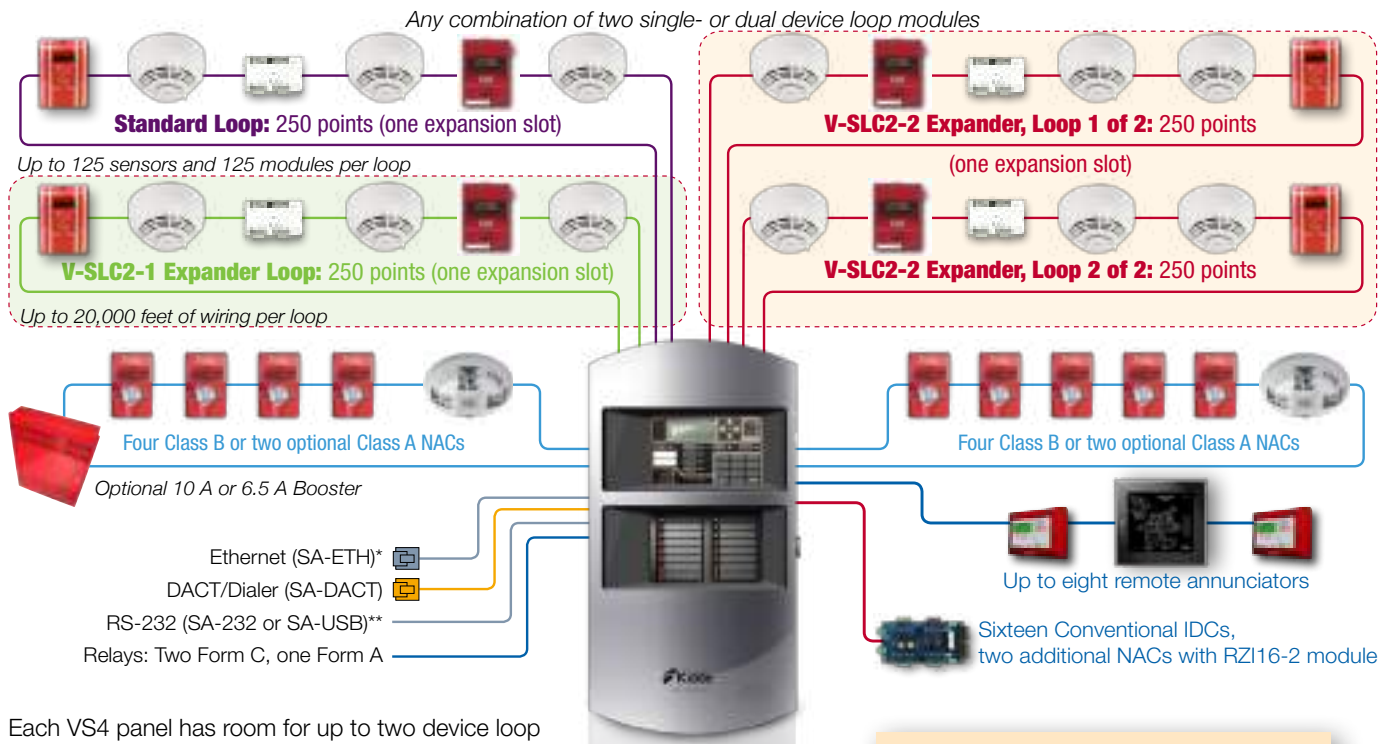 Any combination of two single- or dual device loop modules
Standard Loop: 250 points (one expansion slot)
Up to 125 sensors and 125 modules per loop
V-SLC2-1 Expander Loop: 250 points (one expansion slot)
Up to 20,000 feet of wiring per loop
V-SLC2-2 Expander, Loop 1 of 2: 250 points
(one expansion slot)
V-SLC2-2 Expander, Loop 2 of 2: 250 points
Four Class B or two optional Class A NACs
Optional 10 A or 6.5 A Booster
Four Class B or two optional Class A NACs
Ethernet (SA-ETH)*
DACT/Dialer (SA-DACT)
RS-232 (SA-232 or SA-USB)**
Relays: Two Form C, one Form A
Up to eight remote annunciators
Sixteen Conventional IDCs,
two additional NACs with RZI16-2 module
Kidde
Each VS4 panel has room for up to two device loop